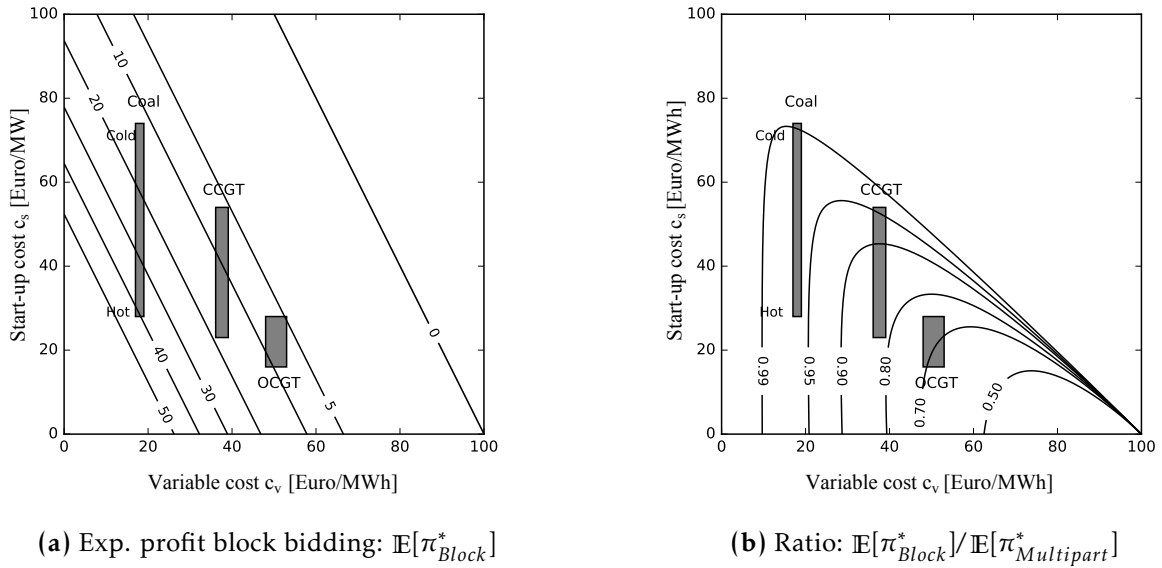 100
80
60
40
20
0
0
20
40
60
80
100
Start-up cost c_s [Euro/MW]
Variable cost c_v [Euro/MWh]
10
20
40
50
30
5
0
Coal
Cold
Hot
CCGT
OCGT
100
80
60
40
20
0
0
20
40
60
80
100
Start-up cost c_s [Euro/MWh]
Variable cost c_v [Euro/MWh]
Coal
Cold
Hot
CCGT
OCGT
0.99
0.95
0.90
0.80
0.70
0.50
(a) Exp. profit block bidding: 𝔼[π*_Block]
(b) Ratio: 𝔼[π*_Block]/𝔼[π*_Multipart]